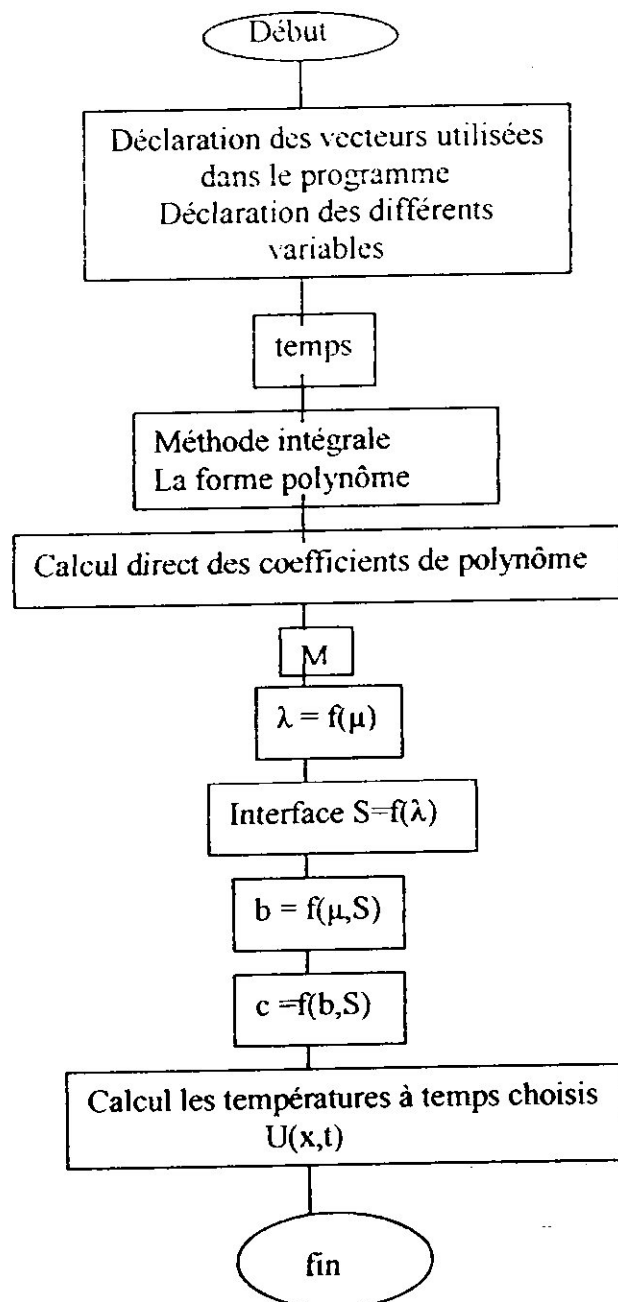 Début
Déclaration des vecteurs utilisées
dans le programme
Déclaration des différents
variables
temps
Méthode intégrale
La forme polynôme
Calcul direct des coefficients de polynôme
M
λ = f(μ)
Interface S=f(λ)
b = f(μ,S)
c =f(b,S)
Calcul les températures à temps choisis
U(x,t)
fin